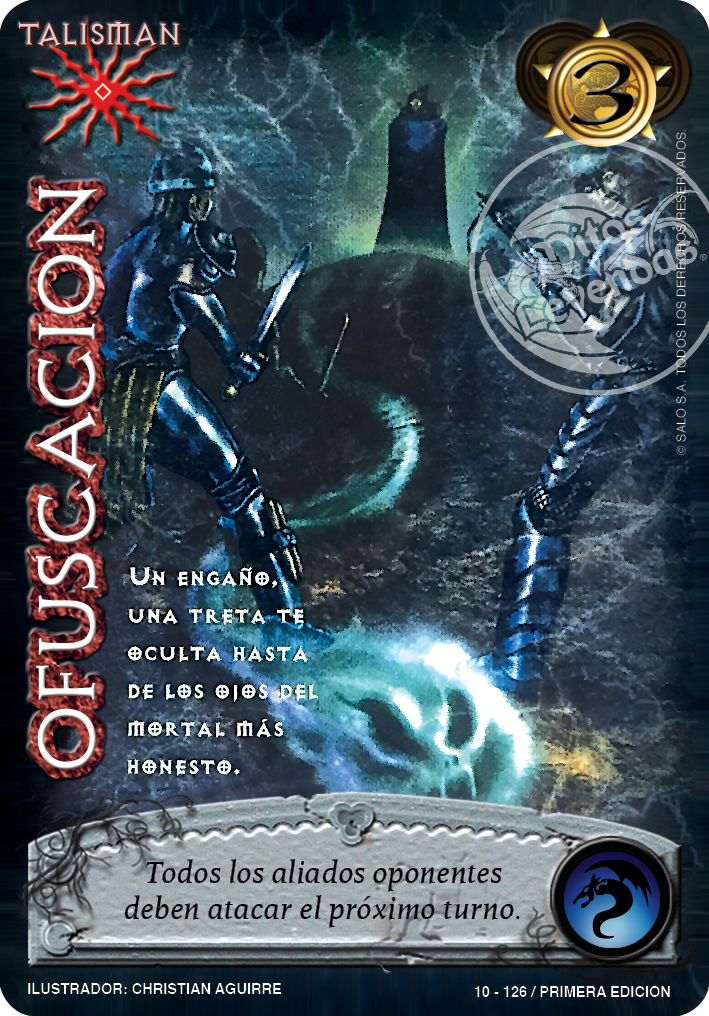 TALISMAN
3
OFUSCACION
Mitos
y
Leyendas
®
© SALO S.A. TODOS LOS DERECHOS RESERVADOS.
Un engaño,
una treta te
oculta hasta
de los ojos del
mortal más
honesto.
Todos los aliados oponentes
deben atacar el próximo turno.
ILUSTRADOR: CHRISTIAN AGUIRRE
10 - 126 / PRIMERA EDICION